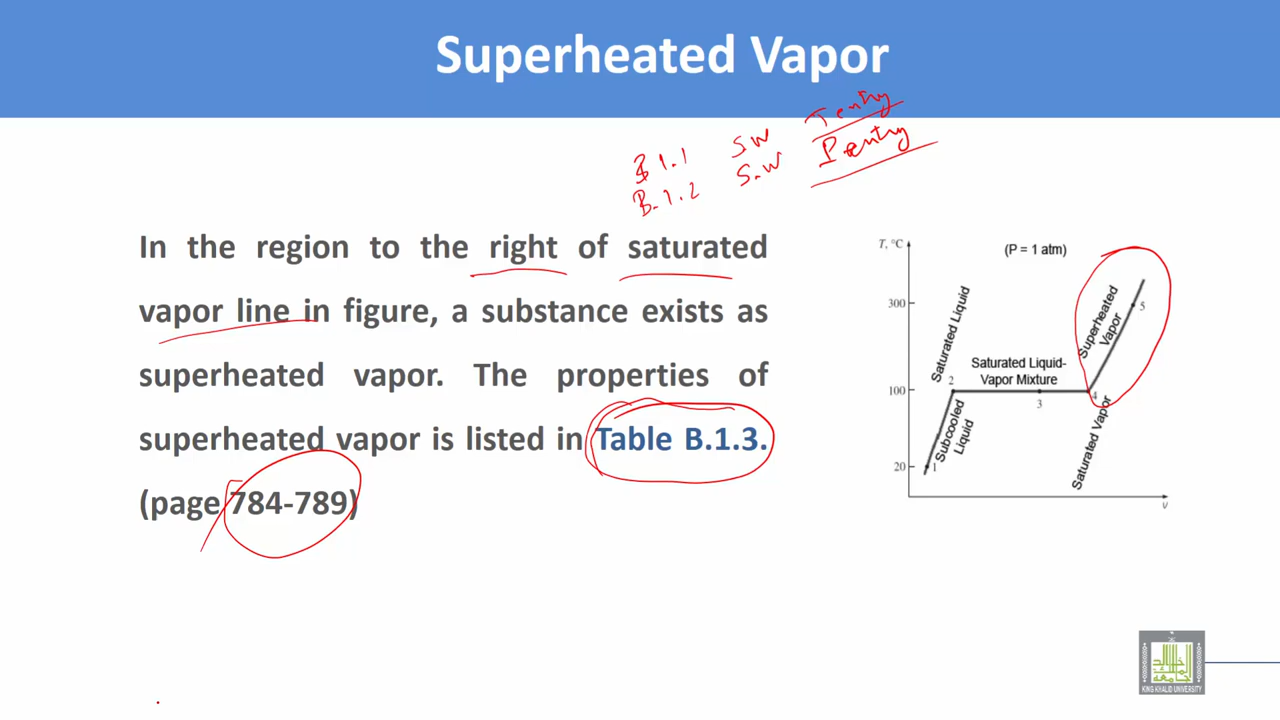 Superheated Vapor
B 1.1 S.W T entry
B.1.2 S.W P entry
In the region to the right of saturated
vapor line in figure, a substance exists as
superheated vapor. The properties of
superheated vapor is listed in Table B.1.3.
(page 784-789)
T, °C
(P = 1 atm)
300
100
20
Saturated Liquid
Superheated
Vapor
Saturated Liquid-
Vapor Mixture
Subcooled
Liquid
Saturated Vapor
1
2
3
4
5
v
KING KHALID UNIVERSITY